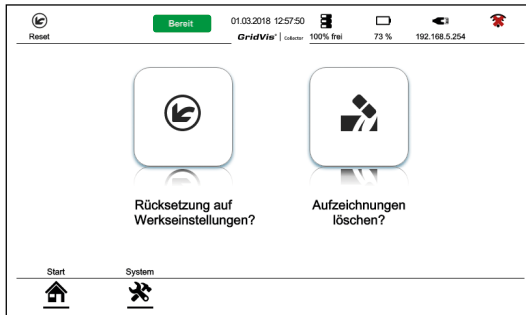 Reset
Bereit
01.03.2018 12:57:50
GridVis® | Collector
100% frei
73 %
192.168.5.254
Rücksetzung auf
Werkseinstellungen?
Aufzeichnungen
löschen?
Start
System